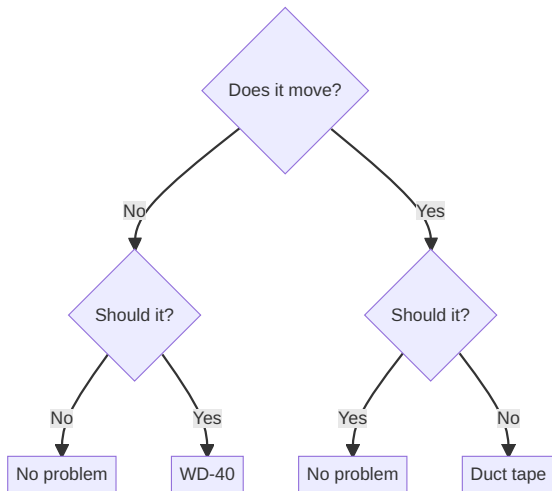 Does it move?
No
Yes
Should it?
Should it?
No
Yes
Yes
No
No problem
WD-40
No problem
Duct tape